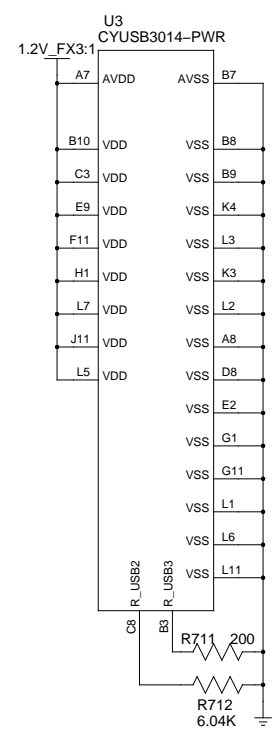 U3
CYUSB3014-PWR
1.2V_FX3:1
A7 AVDD AVSS B7
B10 VDD VSS B8
C3 VDD VSS B9
E9 VDD VSS K4
F11 VDD VSS L3
H1 VDD VSS K3
L7 VDD VSS L2
J11 VDD VSS A8
L5 VDD VSS D8
VSS E2
VSS G1
VSS G11
VSS L1
VSS L6
VSS L11
R_USB2 R_USB3
C8 B3
R711 200
R712
6.04K